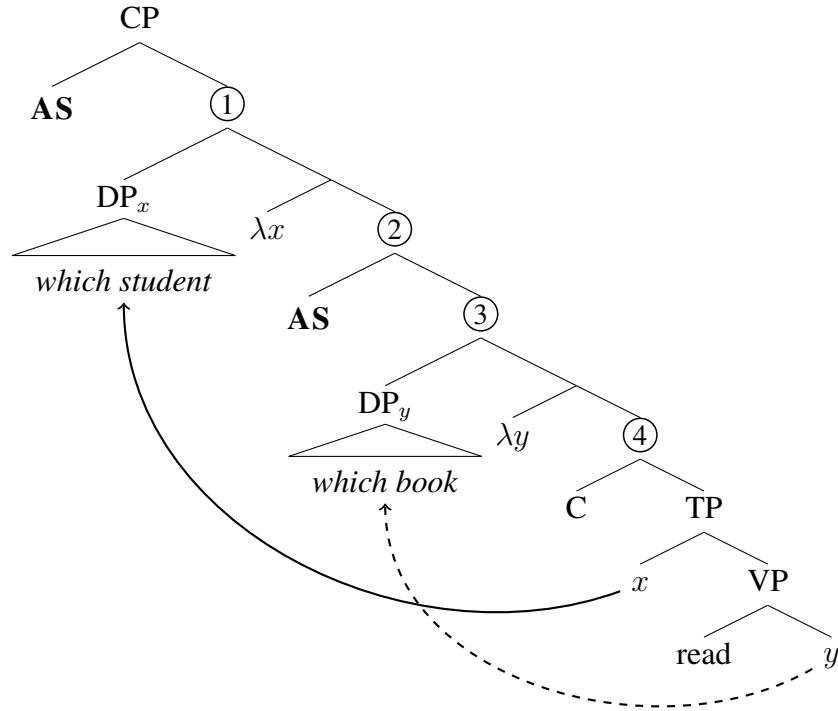 CP
AS
1
DPx
λx
2
which student
AS
3
DPy
λy
4
which book
C
TP
x
VP
read
y